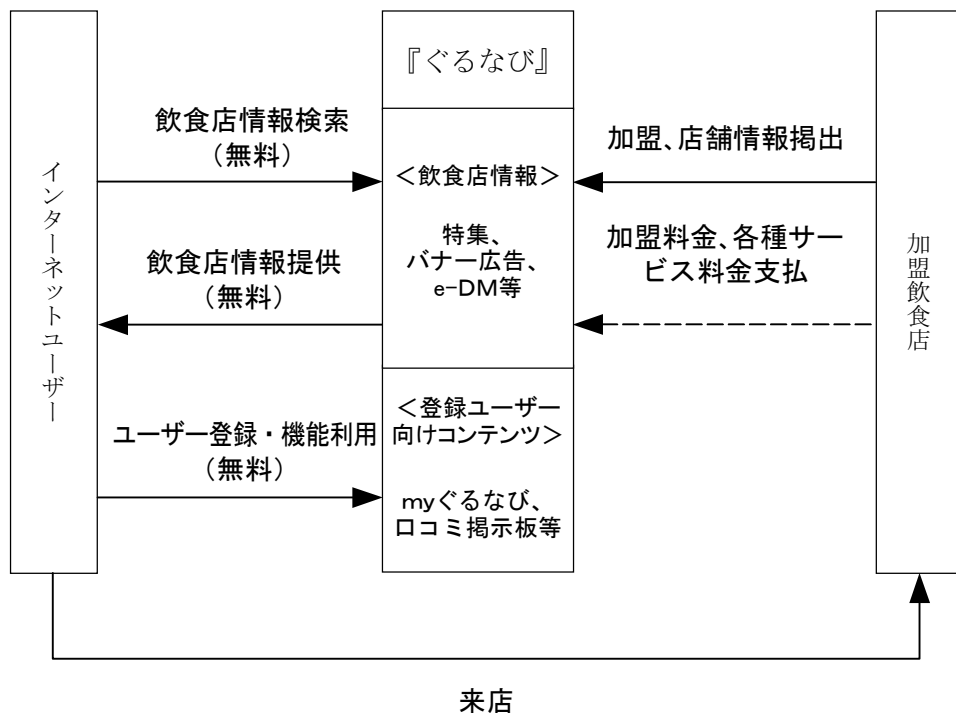 『ぐるなび』
飲食店情報検索
(無料)
加盟、店舗情報掲出
インターネットユーザー
<飲食店情報>
特集、
バナー広告、
e-DM等
飲食店情報提供
(無料)
加盟料金、各種サー
ビス料金支払
加盟飲食店
<登録ユーザー
向けコンテンツ>
ユーザー登録・機能利用
(無料)
myぐるなび、
口コミ掲示板等
来店